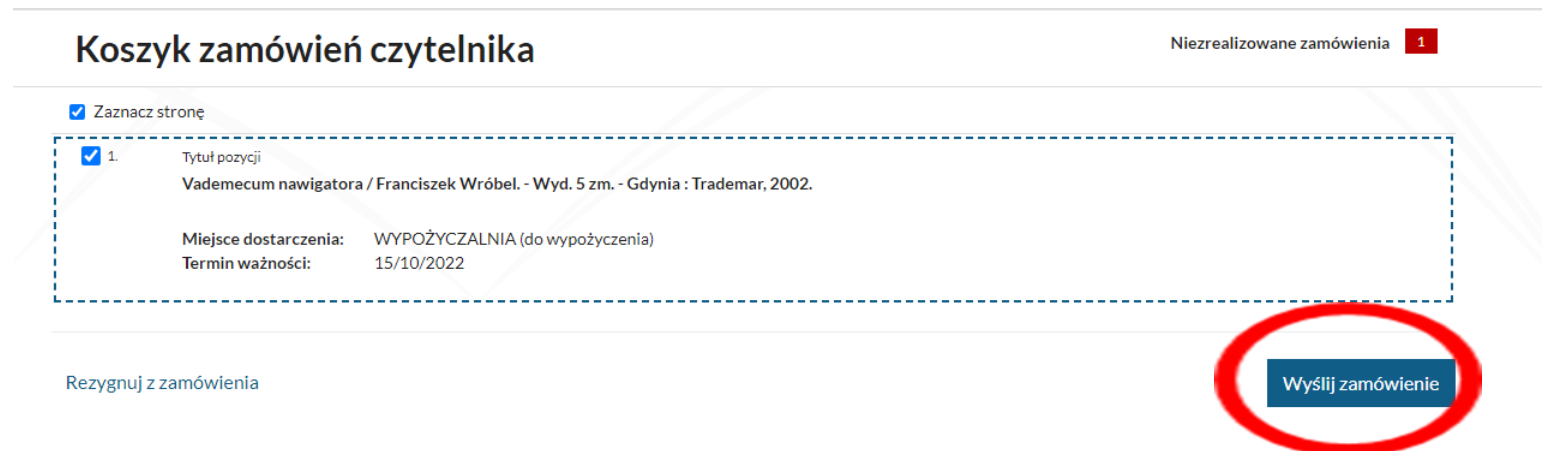 Koszyk zamówień czytelnika
Niezrealizowane zamówienia 1
Zaznacz stronę
1. Tytuł pozycji
Vademecum nawigatora / Franciszek Wróbel. - Wyd. 5 zm. - Gdynia : Trademar, 2002.
Miejsce dostarczenia: WYPOŻYCZALNIA (do wypożyczenia)
Termin ważności: 15/10/2022
Rezygnuj z zamówienia
Wyślij zamówienie